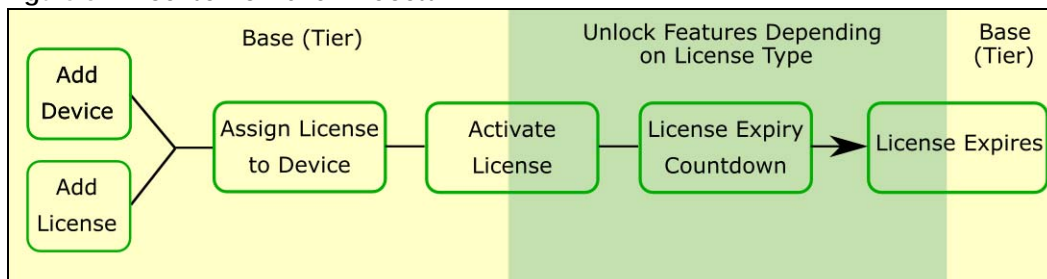 Base (Tier)
Unlock Features Depending
on License Type
Base
(Tier)
Add
Device
Add
License
Assign License
to Device
Activate
License
License Expiry
Countdown
License Expires